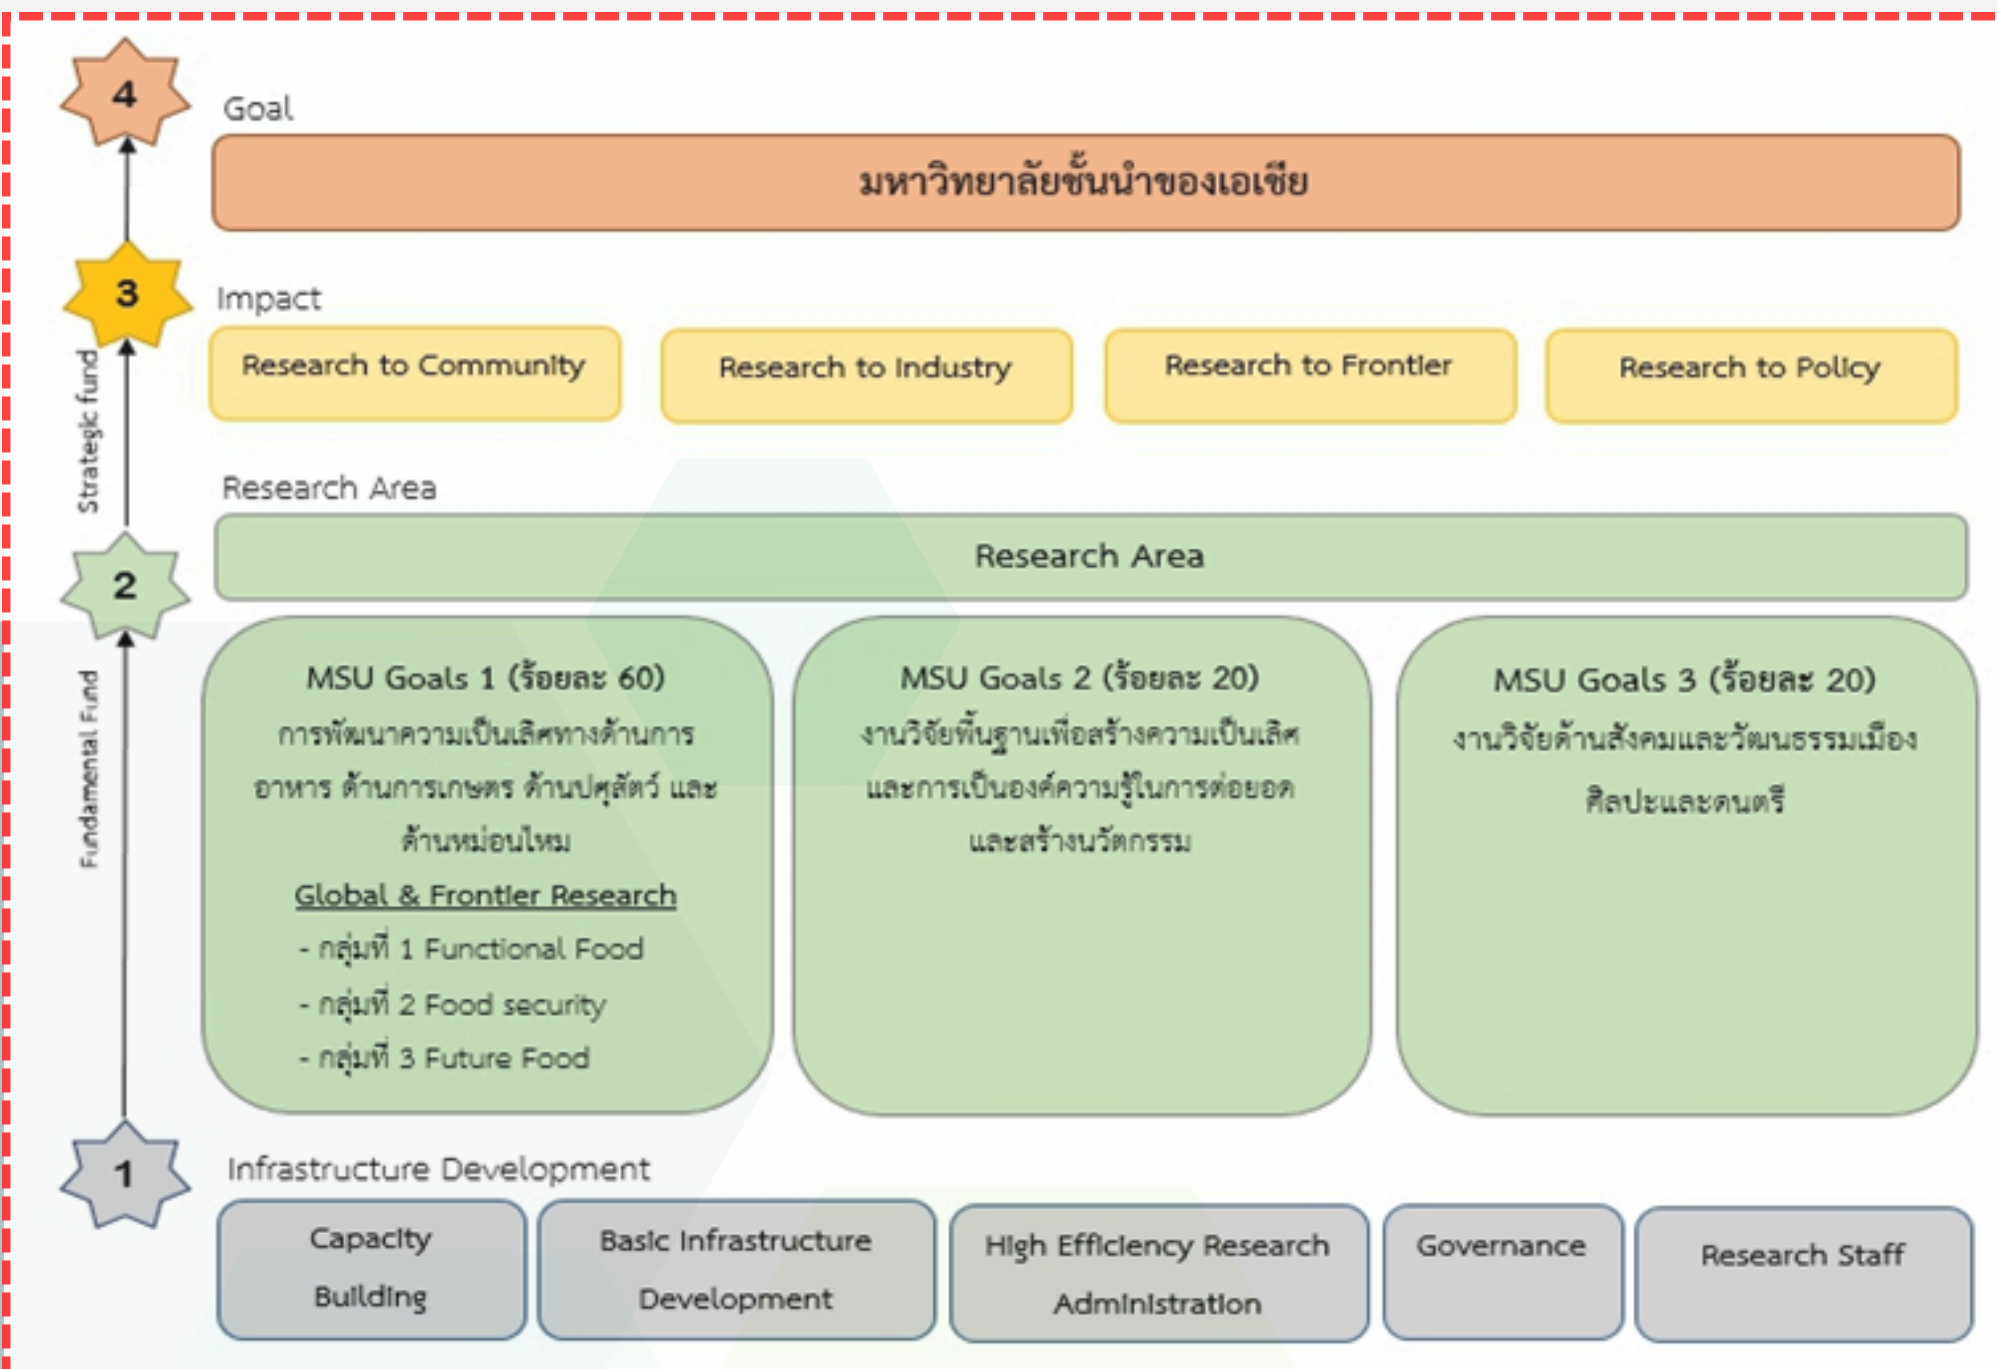 4
Goal
มหาวิทยาลัยชั้นนำของเอเชีย
3
Impact
Research to Community
Research to Industry
Research to Frontier
Research to Policy
Strategic fund
Research Area
Research Area
2
MSU Goals 1 (ร้อยละ 60)
การพัฒนาความเป็นเลิศทางด้านการ
อาหาร ด้านการเกษตร ด้านปศุสัตว์ และ
ด้านหม่อนไหม
Global & Frontier Research
- กลุ่มที่ 1 Functional Food
- กลุ่มที่ 2 Food security
- กลุ่มที่ 3 Future Food
MSU Goals 2 (ร้อยละ 20)
งานวิจัยพื้นฐานเพื่อสร้างความเป็นเลิศ
และการเป็นองค์ความรู้ในการต่อยอด
และสร้างนวัตกรรม
MSU Goals 3 (ร้อยละ 20)
งานวิจัยด้านสังคมและวัฒนธรรมเมือง
ศิลปะและดนตรี
Fundamental Fund
1
Infrastructure Development
Capacity
Building
Basic Infrastructure
Development
High Efficiency Research
Administration
Governance
Research Staff